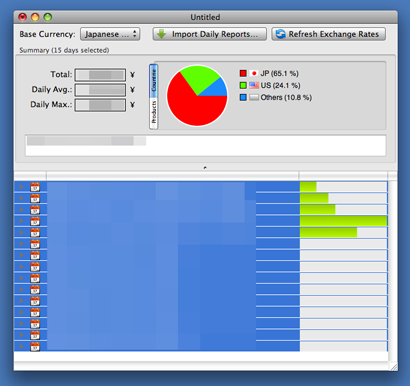 Untitled
Base Currency: Japanese ... Import Daily Reports... Refresh Exchange Rates
Summary (15 days selected)
Total: ¥
Daily Avg.: ¥
Daily Max.: ¥
Countries
Products
JP (65.1 %)
US (24.1 %)
Others (10.8 %)